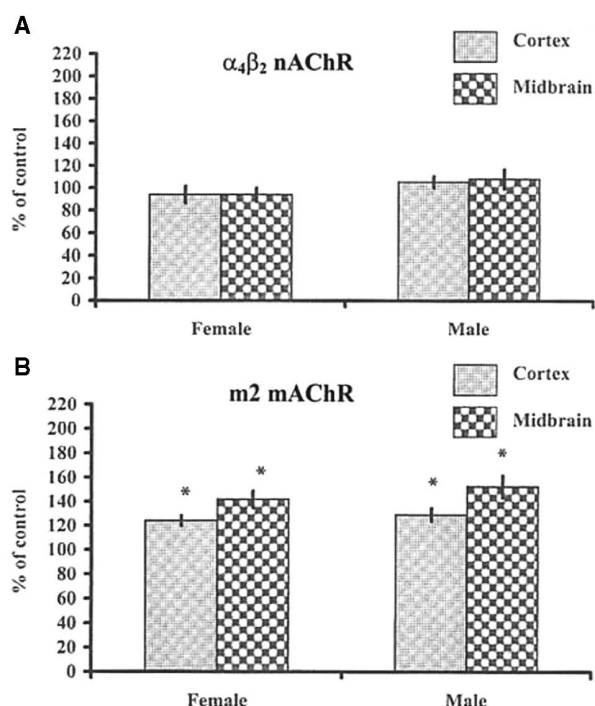 A
α₄β₂ nAChR
Cortex
Midbrain
% of control
220
200
180
160
140
120
100
80
60
40
20
0
Female
Male
B
m2 mAChR
Cortex
Midbrain
% of control
220
200
180
160
140
120
100
80
60
40
20
0
*
*
*
*
Female
Male